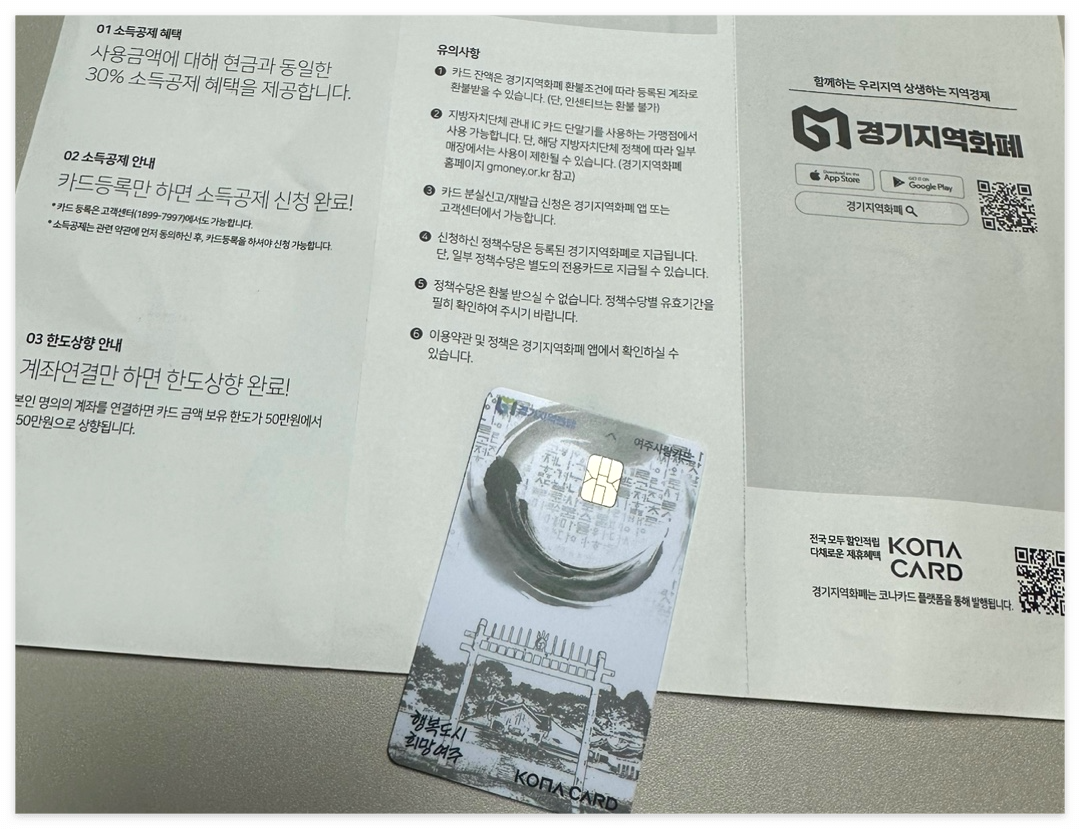 01 소득공제 혜택
사용금액에 대해 현금과 동일한
30% 소득공제 혜택을 제공합니다.
02 소득공제 안내
카드등록만 하면 소득공제 신청 완료!
* 카드 등록은 고객센터(1899-7997)에서도 가능합니다.
* 소득공제는 관련 약관에 먼저 동의하신 후, 카드등록을 하셔야 신청 가능합니다.
03 한도상향 안내
계좌연결만 하면 한도상향 완료!
본인 명의의 계좌를 연결하면 카드 금액 보유 한도가 50만원에서
50만원으로 상향됩니다.
유의사항
❶ 카드 잔액은 경기지역화폐 환불조건에 따라 등록된 계좌로
환불받을 수 있습니다. (단, 인센티브는 환불 불가)
❷ 지방자치단체 관내 IC 카드 단말기를 사용하는 가맹점에서
사용 가능합니다. 단, 해당 지방자치단체 정책에 따라 일부
매장에서는 사용이 제한될 수 있습니다. (경기지역화폐
홈페이지 gmoney.or.kr 참고)
❸ 카드 분실신고/재발급 신청은 경기지역화폐 앱 또는
고객센터에서 가능합니다.
❹ 신청하신 정책수당은 등록된 경기지역화폐로 지급됩니다.
단, 일부 정책수당은 별도의 전용카드로 지급될 수 있습니다.
❺ 정책수당은 환불 받으실 수 없습니다. 정책수당별 유효기간을
필히 확인하여 주시기 바랍니다.
❻ 이용약관 및 정책은 경기지역화폐 앱에서 확인하실 수
있습니다.
함께하는 우리지역 상생하는 지역경제
경기지역화폐
Download on the
App Store
GET IT ON
Google Play
경기지역화폐
전국 모두 할인적립
다채로운 제휴혜택
KONA
CARD
경기지역화폐는 코나카드 플랫폼을 통해 발행됩니다.
경기지역화폐
여주사랑카드
행복도시
희망여주
KONA CARD